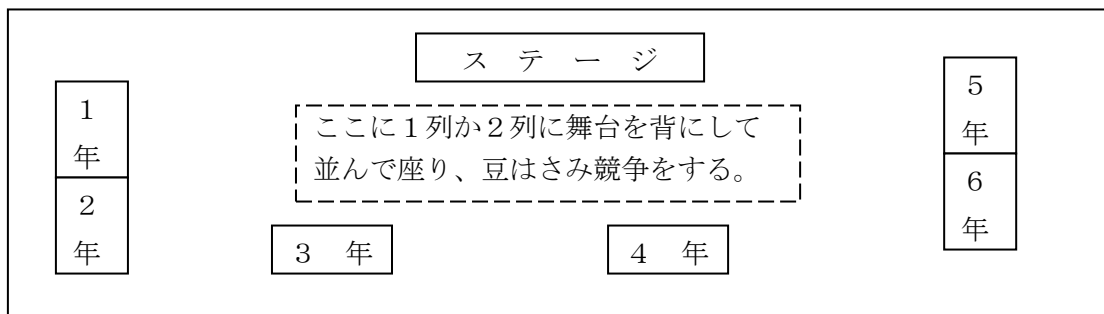 ス テ ー ジ
1
年
2
年
ここに1列か2列に舞台を背にして
並んで座り、豆はさみ競争をする。
3 年
4 年
5
年
6
年